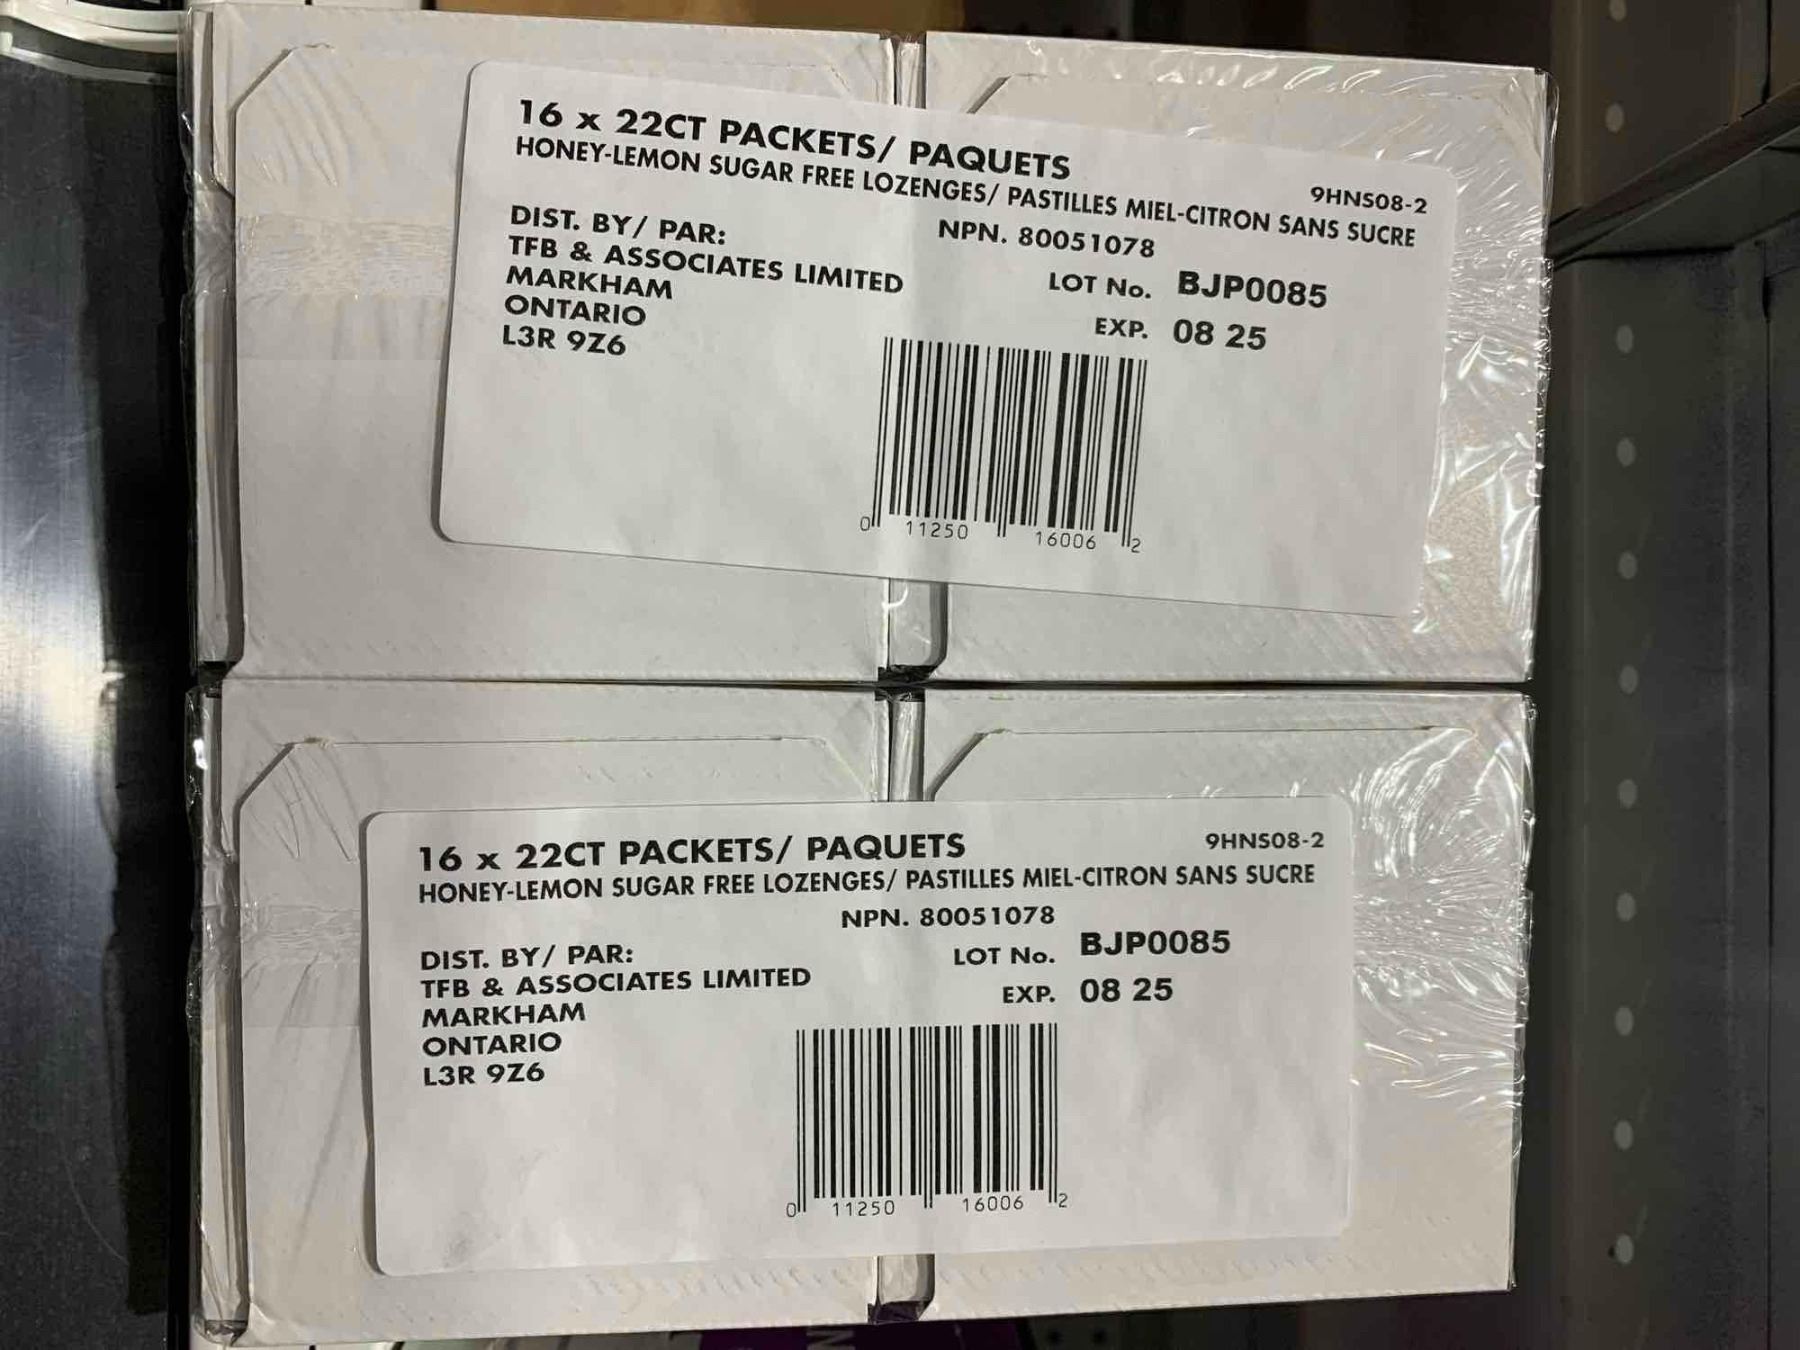 16 x 22CT PACKETS/ PAQUETS
9HNS08-2
HONEY-LEMON SUGAR FREE LOZENGES/ PASTILLES MIEL-CITRON SANS SUCRE
NPN. 80051078
DIST. BY/ PAR:
TFB & ASSOCIATES LIMITED
MARKHAM
ONTARIO
L3R 9Z6
LOT No. BJP0085
EXP. 08 25
0 11250 16006 2
16 x 22CT PACKETS/ PAQUETS
9HNS08-2
HONEY-LEMON SUGAR FREE LOZENGES/ PASTILLES MIEL-CITRON SANS SUCRE
NPN. 80051078
DIST. BY/ PAR:
TFB & ASSOCIATES LIMITED
MARKHAM
ONTARIO
L3R 9Z6
LOT No. BJP0085
EXP. 08 25
0 11250 16006 2